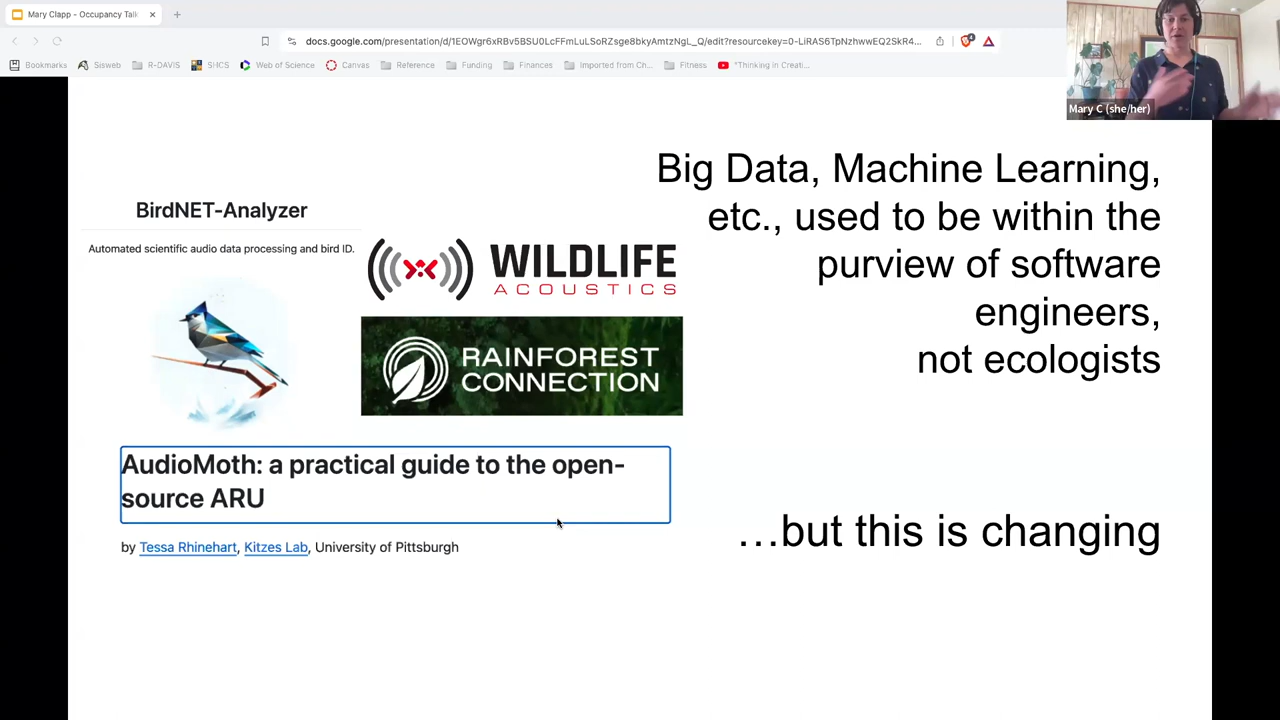 Mary Clapp - Occupancy Talk
docs.google.com/presentation/d/1EOWgr6xRBv5BSU0LcFFmLuLSoRZsge8bkyAmtzNgL_Q/edit?resourcekey=0-LiRAS6TpNzhwwEQ2SkR4...
Bookmarks
Sisweb
R-DAVIS
SHCS
Web of Science
Canvas
Reference
Funding
Finances
Imported from Ch...
Fitness
"Thinking in Creati...
Mary C (she/her)
BirdNET-Analyzer
Automated scientific audio data processing and bird ID.
WILDLIFE
ACOUSTICS
RAINFOREST
CONNECTION
AudioMoth: a practical guide to the open-
source ARU
by Tessa Rhinehart, Kitzes Lab, University of Pittsburgh
Big Data, Machine Learning,
etc., used to be within the
purview of software
engineers,
not ecologists
...but this is changing